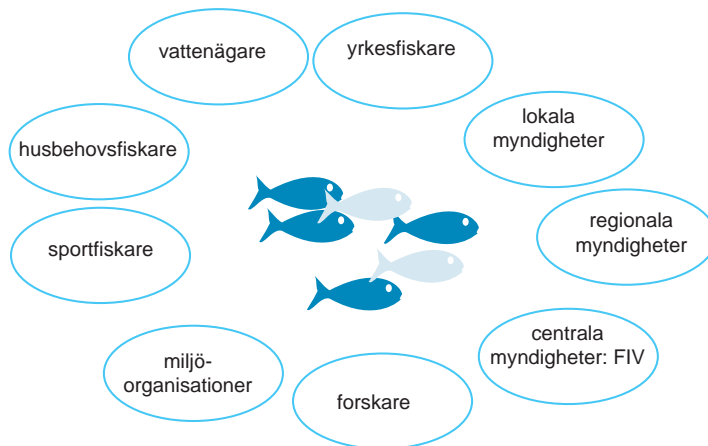 vattenägare
yrkesfiskare
lokala
myndigheter
husbehovsfiskare
regionala
myndigheter
sportfiskare
centrala
myndigheter: FIV
miljö-
organisationer
forskare